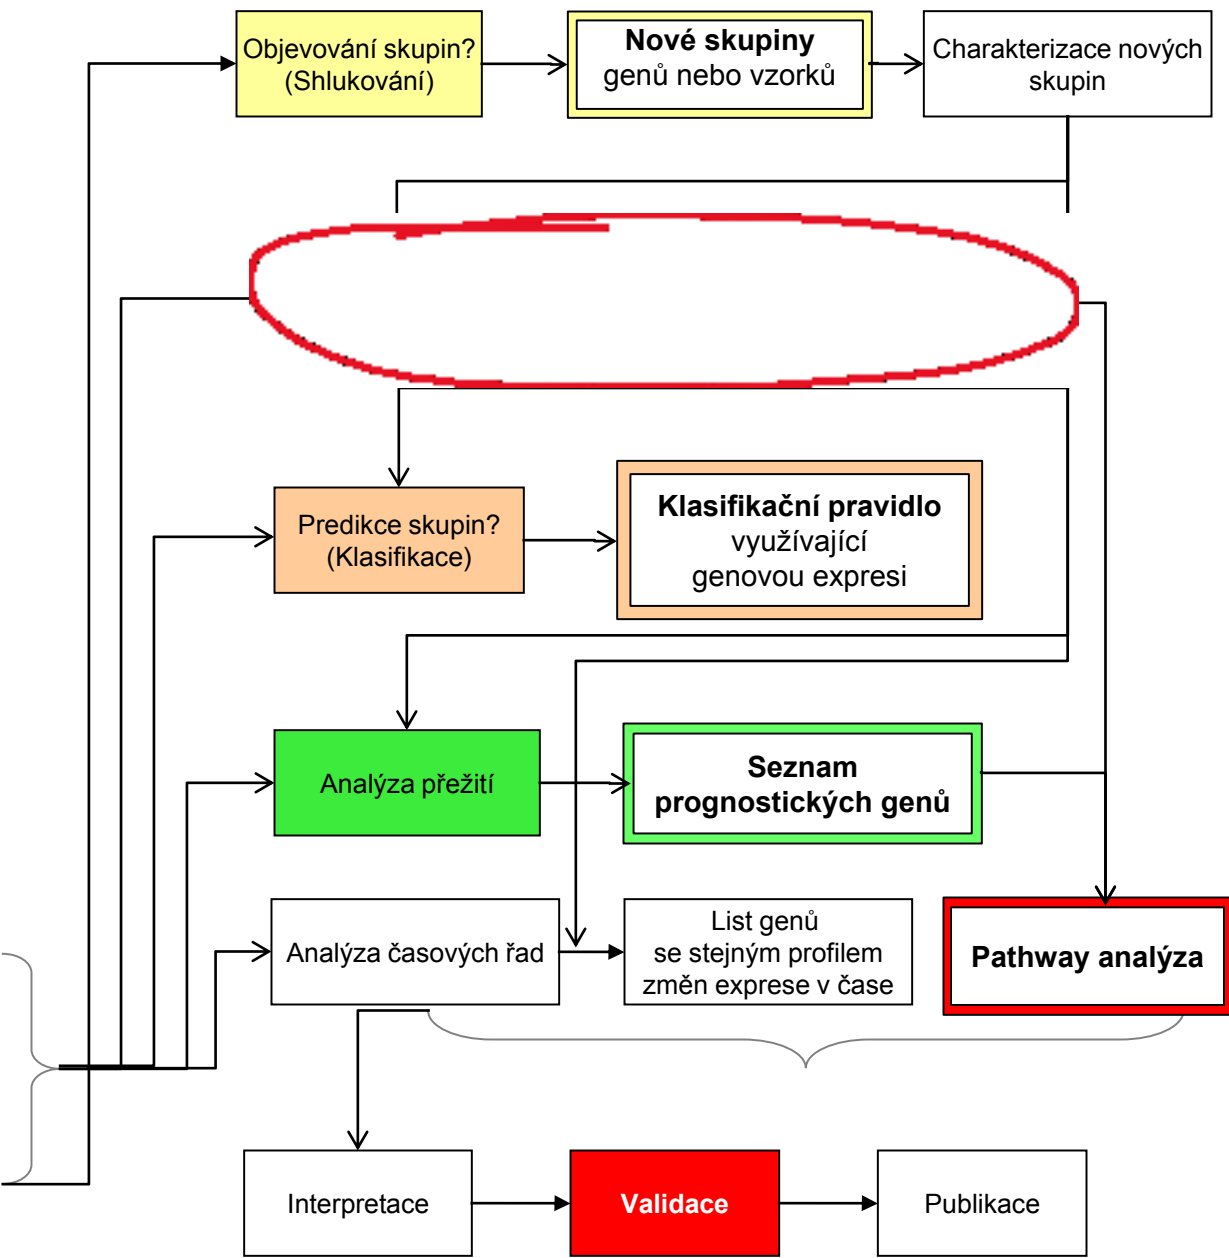 Objevování skupin?
(Shlukování)
Nové skupiny
genů nebo vzorků
Charakterizace nových
skupin
Predikce skupin?
(Klasifikace)
Klasifikační pravidlo
využívající
genovou expresi
Analýza přežití
Seznam
prognostických genů
Analýza časových řad
List genů
se stejným profilem
změn exprese v čase
Pathway analýza
Interpretace
Validace
Publikace